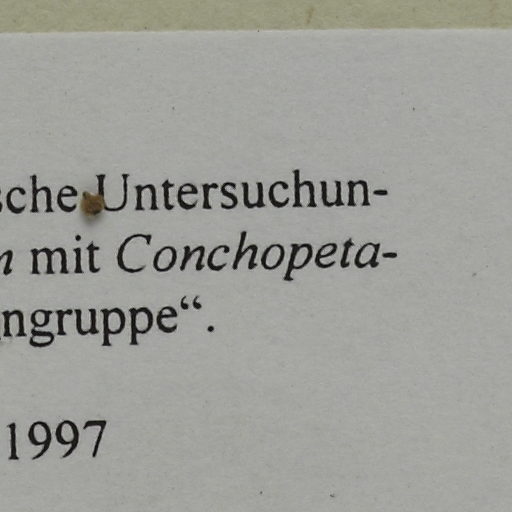 sche Untersuchun-
n mit Conchopeta-
ngruppe“.
1997